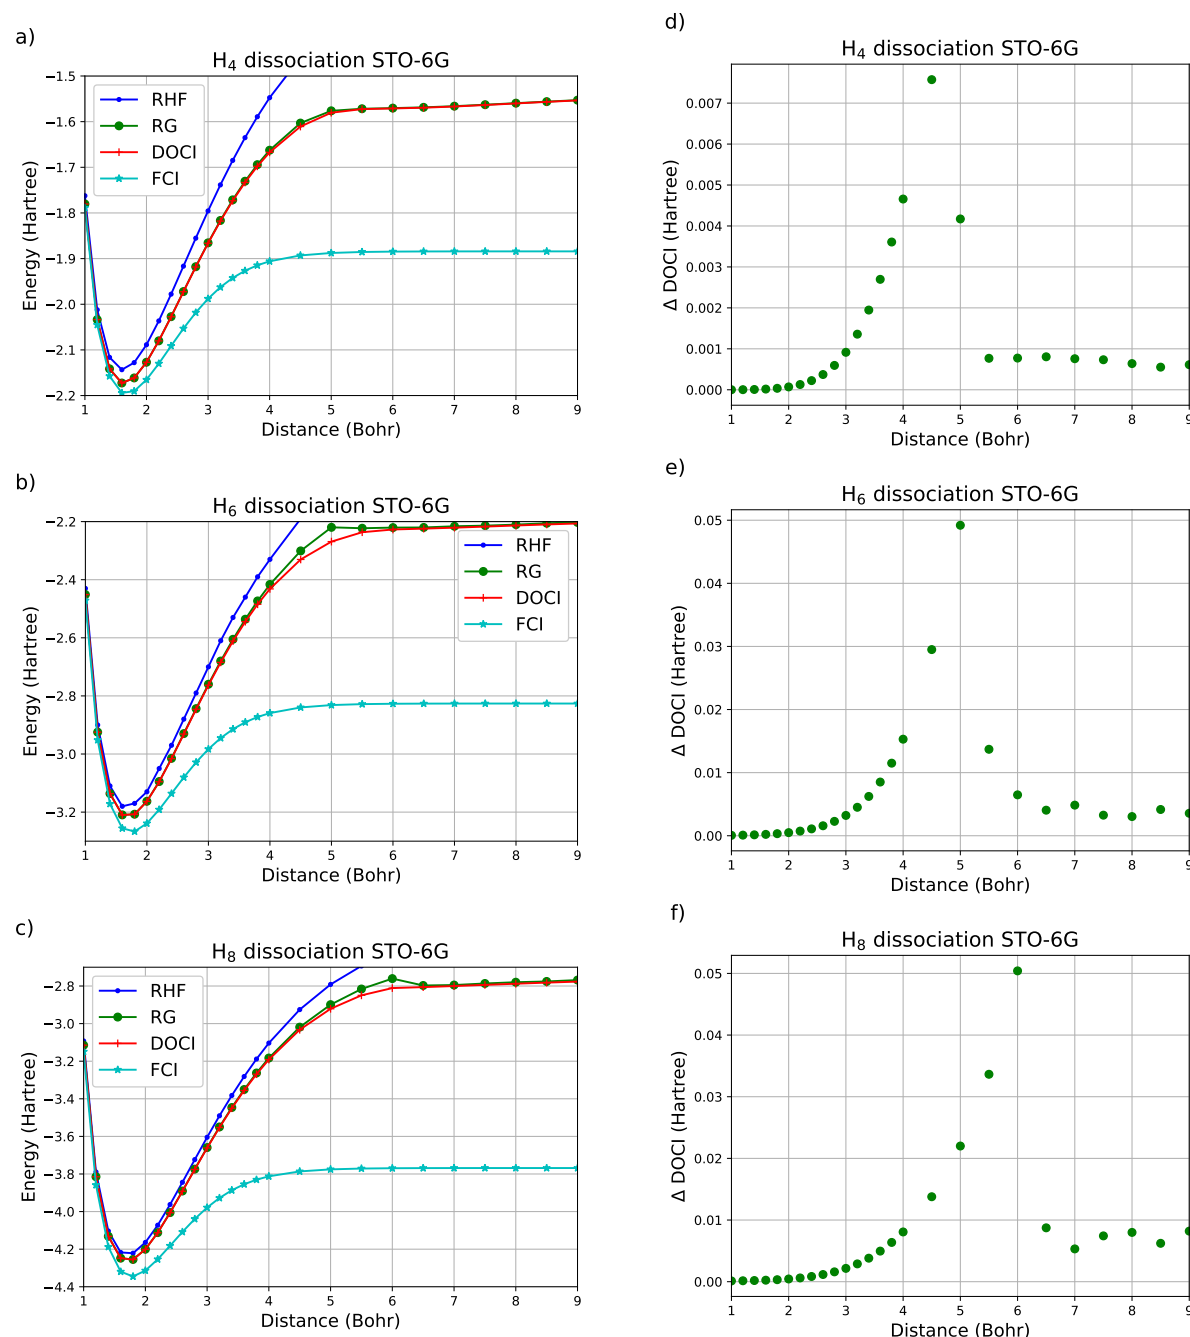 a)
H₄ dissociation STO-6G
−1.5
−1.6
−1.7
−1.8
−1.9
−2.0
−2.1
−2.2
Energy (Hartree)
RHF
RG
DOCI
FCI
1 2 3 4 5 6 7 8 9
Distance (Bohr)
d)
H₄ dissociation STO-6G
0.007
0.006
0.005
0.004
0.003
0.002
0.001
0.000
Δ DOCI (Hartree)
1 2 3 4 5 6 7 8 9
Distance (Bohr)
b)
H₆ dissociation STO-6G
−2.2
−2.4
−2.6
−2.8
−3.0
−3.2
Energy (Hartree)
RHF
RG
DOCI
FCI
1 2 3 4 5 6 7 8 9
Distance (Bohr)
e)
H₆ dissociation STO-6G
0.05
0.04
0.03
0.02
0.01
0.00
Δ DOCI (Hartree)
1 2 3 4 5 6 7 8 9
Distance (Bohr)
c)
H₈ dissociation STO-6G
−2.8
−3.0
−3.2
−3.4
−3.6
−3.8
−4.0
−4.2
−4.4
Energy (Hartree)
RHF
RG
DOCI
FCI
1 2 3 4 5 6 7 8 9
Distance (Bohr)
f)
H₈ dissociation STO-6G
0.05
0.04
0.03
0.02
0.01
0.00
Δ DOCI (Hartree)
1 2 3 4 5 6 7 8 9
Distance (Bohr)